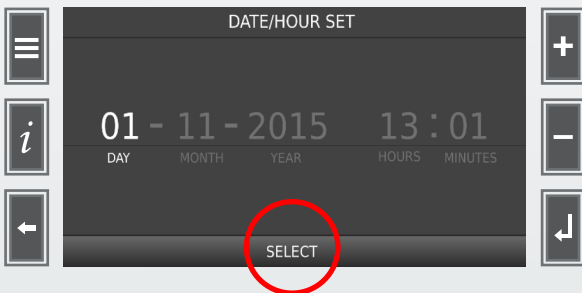 DATE/HOUR SET
+
i
01 - 11 - 2015 13 : 01
DAY MONTH YEAR HOURS MINUTES
-
SELECT